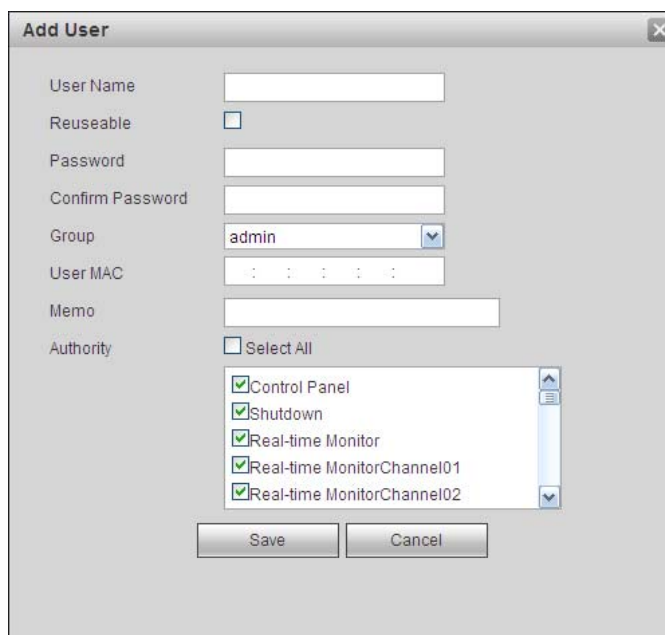 Add User
User Name
Reuseable
Password
Confirm Password
Group admin
User MAC : : : : :
Memo
Authority Select All
Control Panel
Shutdown
Real-time Monitor
Real-time MonitorChannel01
Real-time MonitorChannel02
Save Cancel